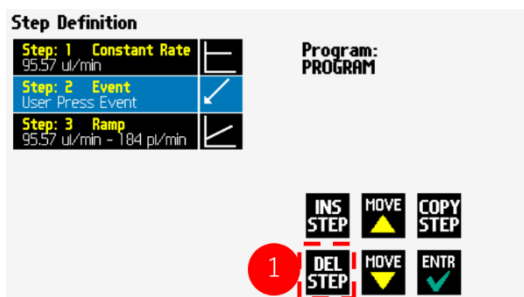 Step Definition
Step: 1 Constant Rate
95.57 ul/min
Program:
PROGRAM
Step: 2 Event
User Press Event
Step: 3 Ramp
95.57 ul/min - 184 pl/min
INS STEP
MOVE
COPY STEP
1
DEL STEP
MOVE
ENTR